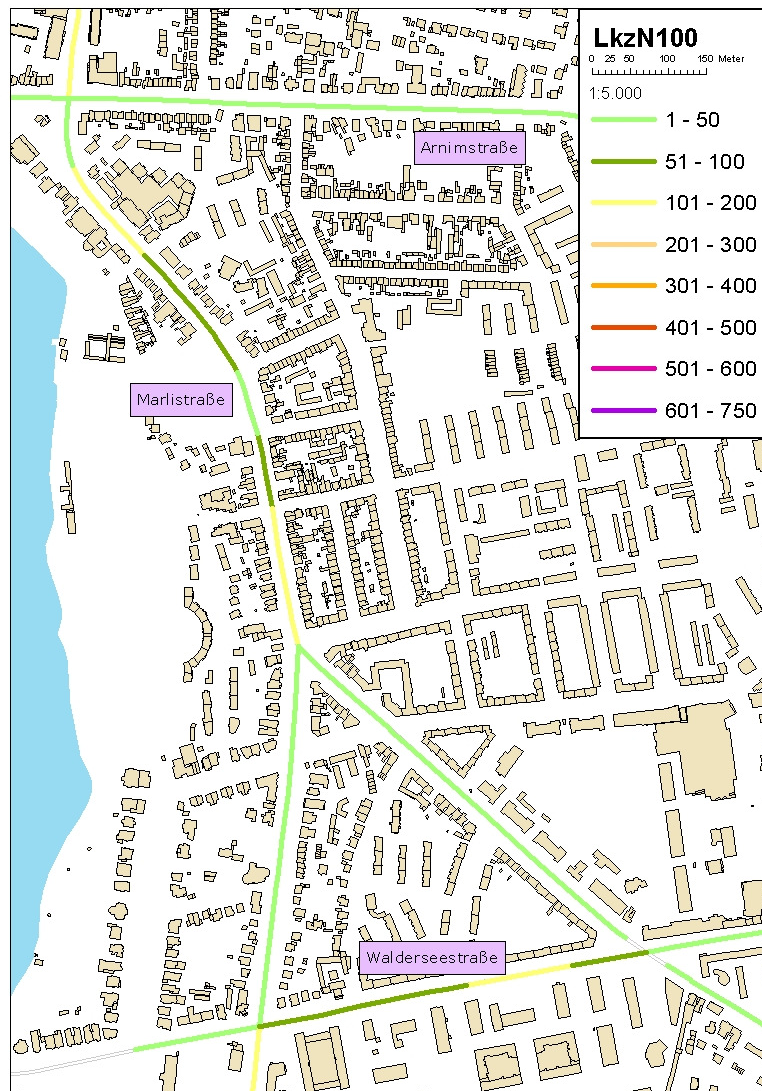 LkzN100
0 25 50 100 150 Meter
1:5.000
1 - 50
51 - 100
101 - 200
201 - 300
301 - 400
401 - 500
501 - 600
601 - 750
Arnimstraße
Marlistraße
Walderseestraße